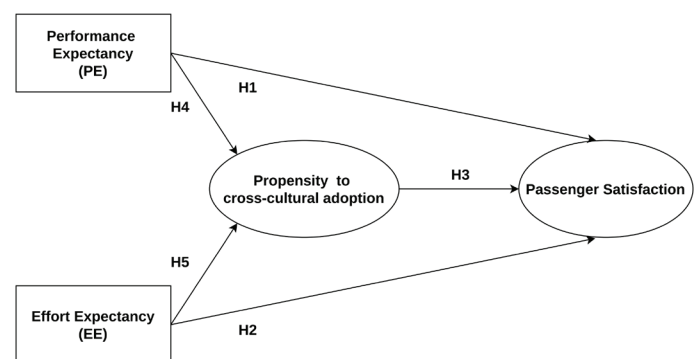 Performance
Expectancy
(PE)
H1
H4
Propensity to
cross-cultural adoption
H3
Passenger Satisfaction
H5
Effort Expectancy
(EE)
H2